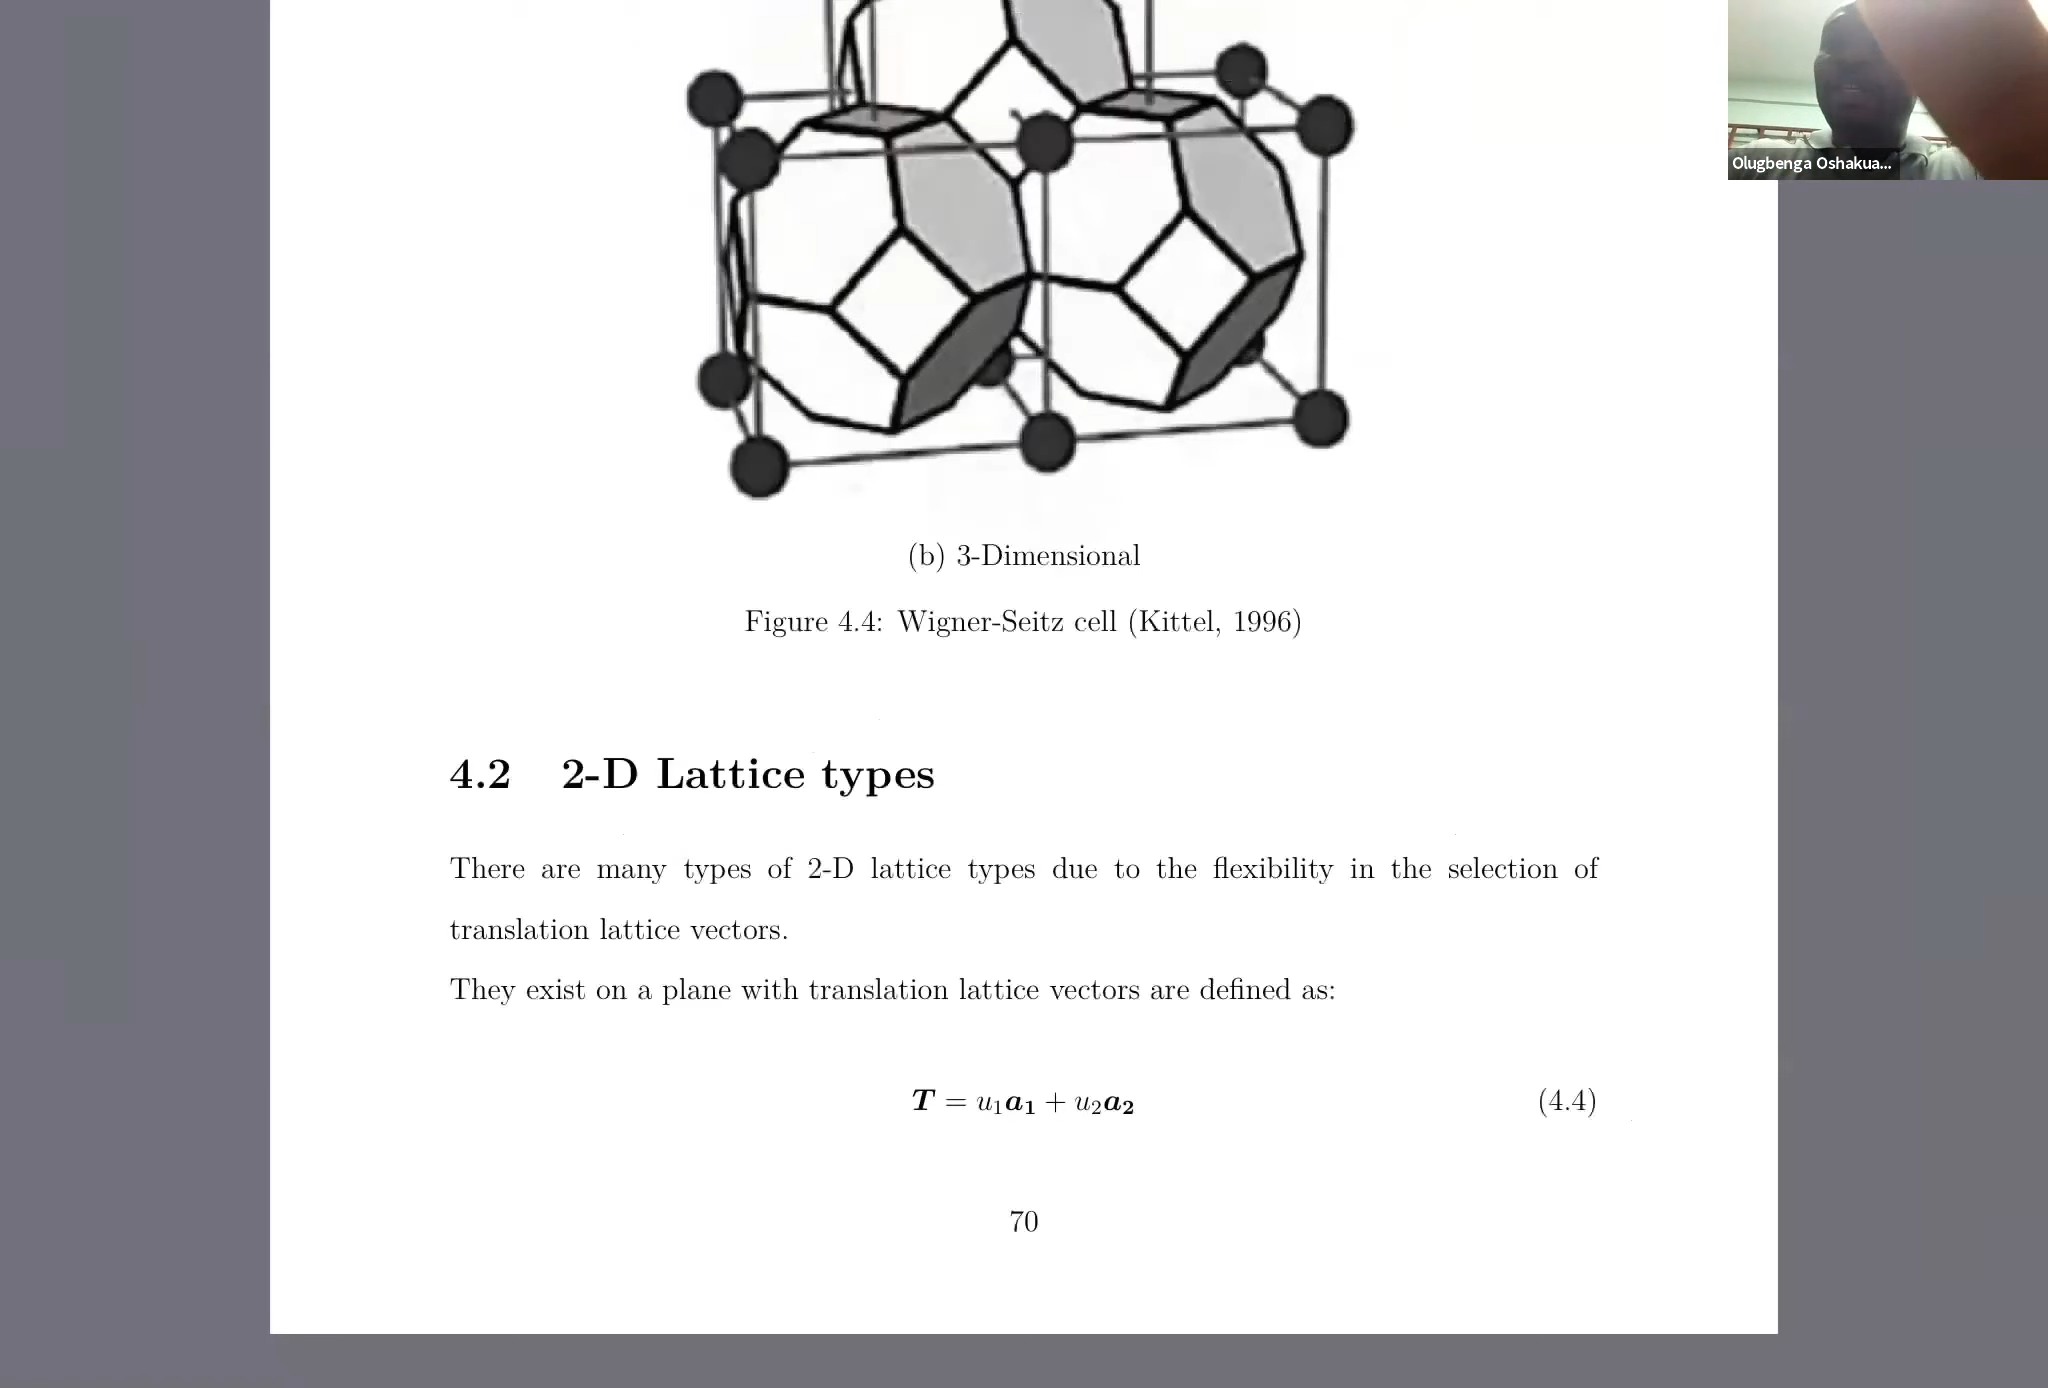 Olugbenga Oshakua...
(b) 3-Dimensional
Figure 4.4: Wigner-Seitz cell (Kittel, 1996)
4.2 2-D Lattice types
There are many types of 2-D lattice types due to the flexibility in the selection of
translation lattice vectors.
They exist on a plane with translation lattice vectors are defined as:
T = u₁a₁ + u₂a₂ (4.4)
70